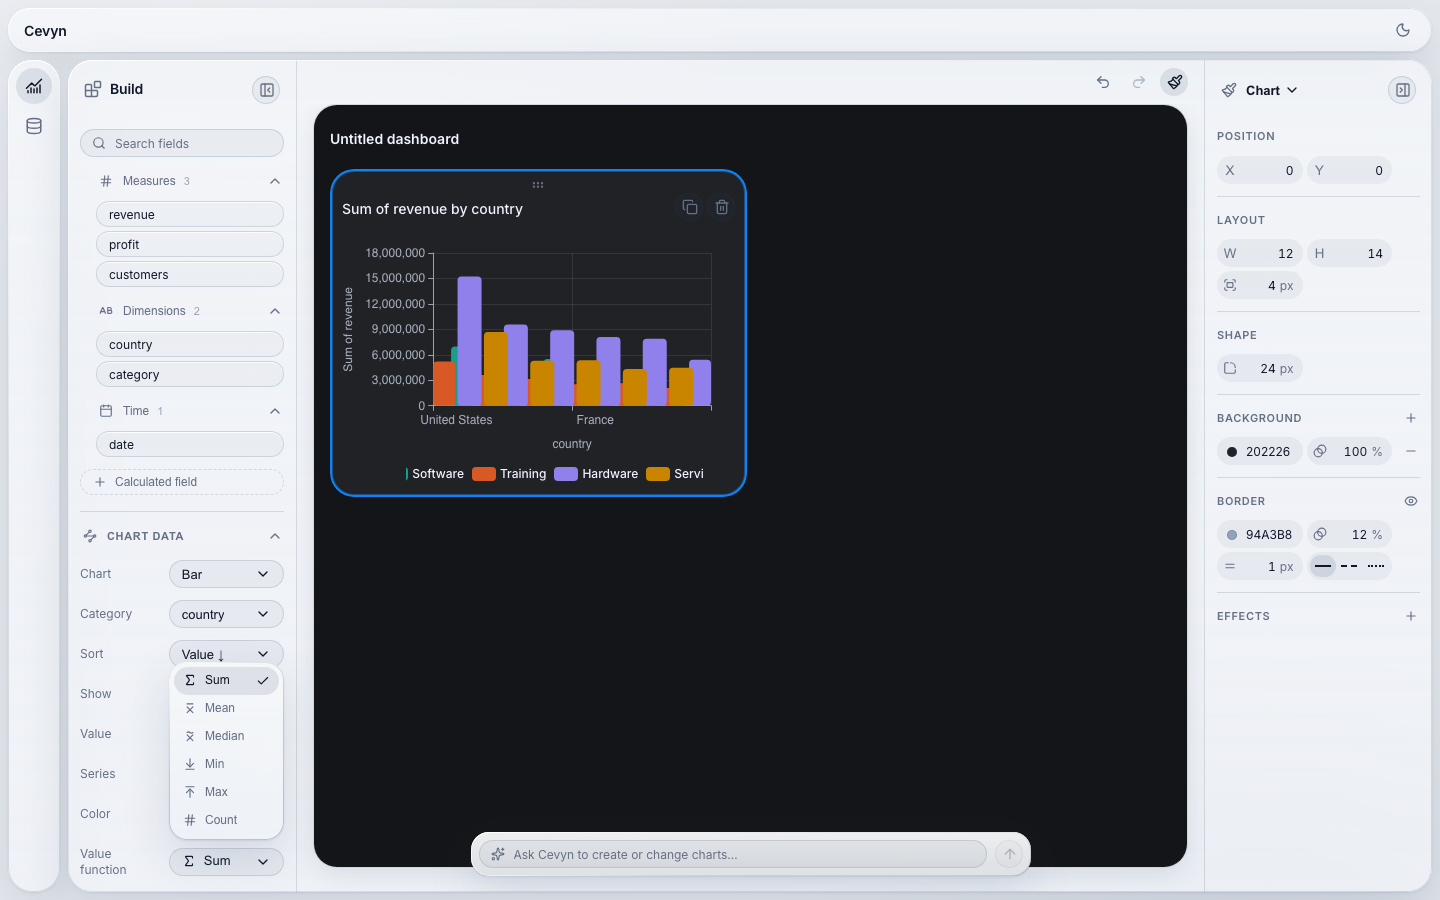 Cevyn
Build
Search fields
Measures 3
revenue
profit
customers
AB Dimensions 2
country
category
Time 1
date
Calculated field
CHART DATA
Chart Bar
Category country
Sort Value ↓
Show
Value
Series
Color
Σ Sum
x Mean
x Median
Min
Max
# Count
Value function Σ Sum
Untitled dashboard
Sum of revenue by country
Sum of revenue
18,000,000
15,000,000
12,000,000
9,000,000
6,000,000
3,000,000
0
United States France
country
Software Training Hardware Servi
Ask Cevyn to create or change charts...
Chart
POSITION
X 0 Y 0
LAYOUT
W 12 H 14
4 px
SHAPE
24 px
BACKGROUND
202226 100 %
BORDER
94A3B8 12 %
1 px
EFFECTS